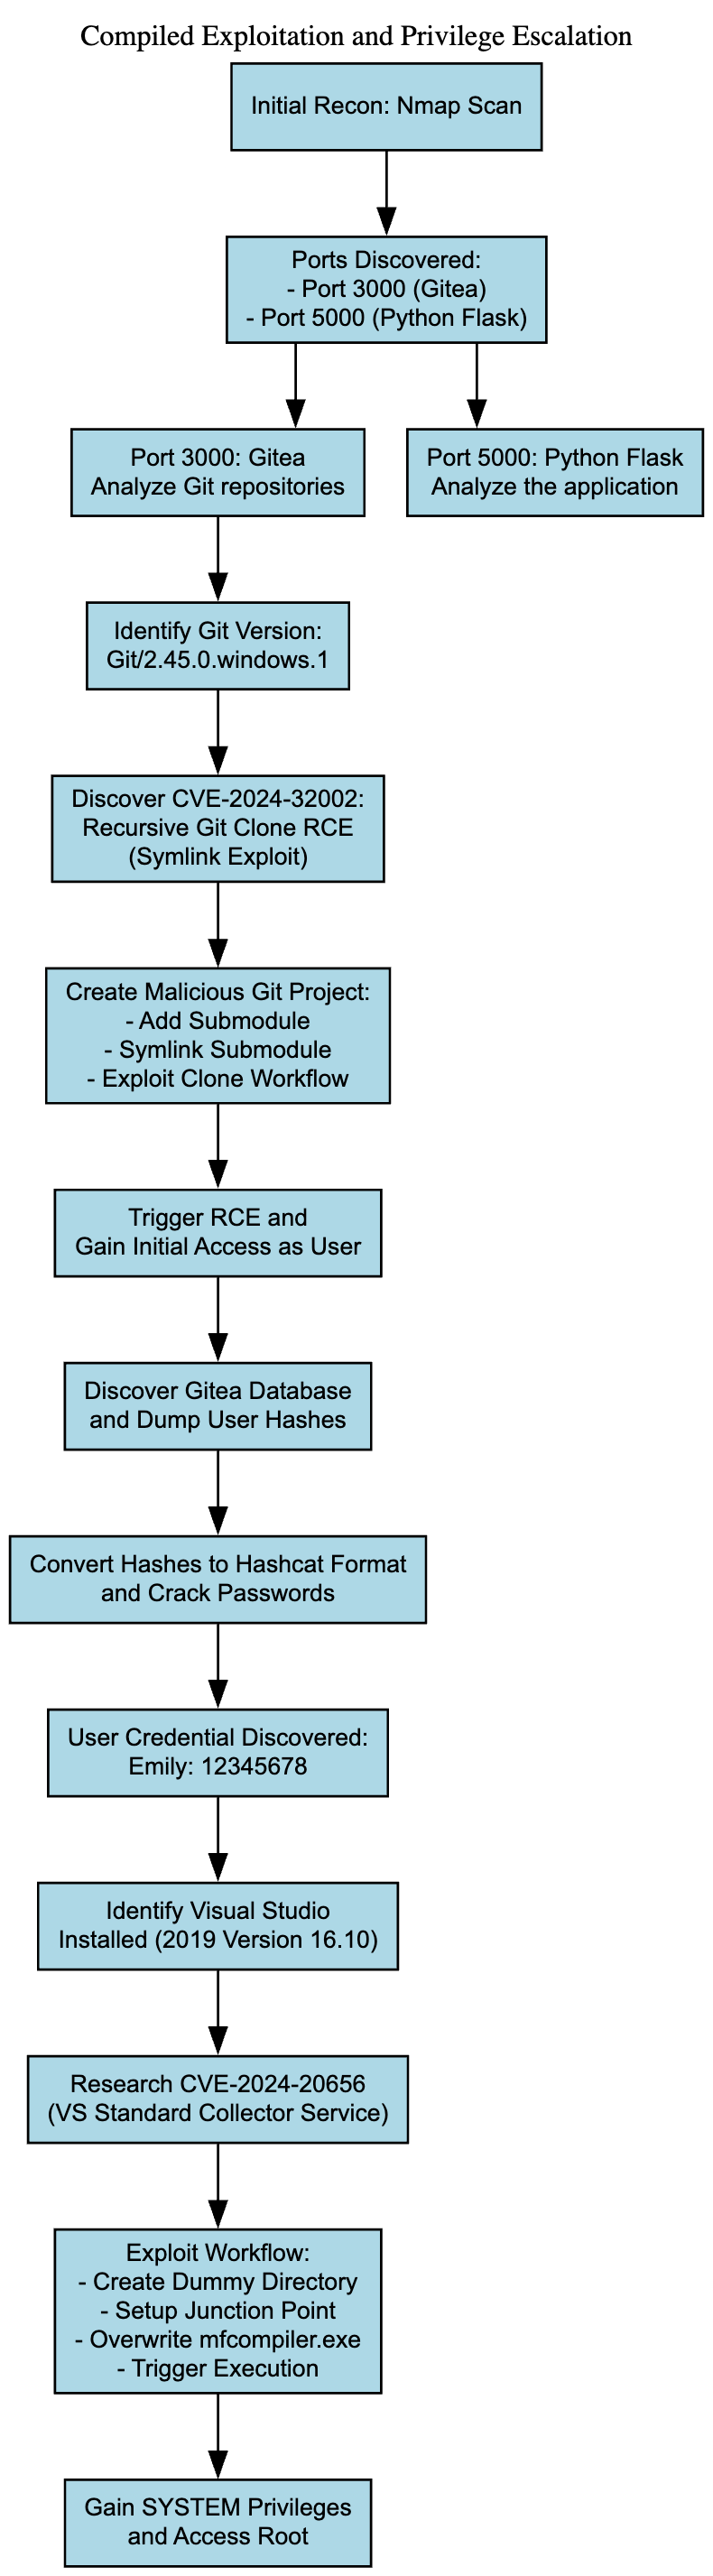 Compiled Exploitation and Privilege Escalation
Initial Recon: Nmap Scan
Ports Discovered:
- Port 3000 (Gitea)
- Port 5000 (Python Flask)
Port 3000: Gitea
Analyze Git repositories
Port 5000: Python Flask
Analyze the application
Identify Git Version:
Git/2.45.0.windows.1
Discover CVE-2024-32002:
Recursive Git Clone RCE
(Symlink Exploit)
Create Malicious Git Project:
- Add Submodule
- Symlink Submodule
- Exploit Clone Workflow
Trigger RCE and
Gain Initial Access as User
Discover Gitea Database
and Dump User Hashes
Convert Hashes to Hashcat Format
and Crack Passwords
User Credential Discovered:
Emily: 12345678
Identify Visual Studio
Installed (2019 Version 16.10)
Research CVE-2024-20656
(VS Standard Collector Service)
Exploit Workflow:
- Create Dummy Directory
- Setup Junction Point
- Overwrite mfcompiler.exe
- Trigger Execution
Gain SYSTEM Privileges
and Access Root